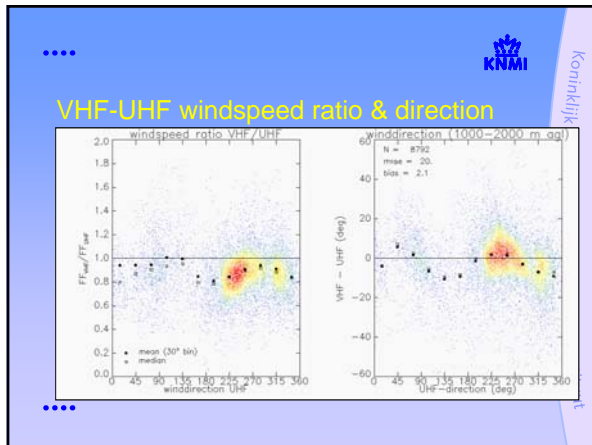 KNMI
Koninklijk
VHF-UHF windspeed ratio & direction
windspeed ratio VHF/UHF
2.0
1.8
1.6
1.4
1.2
1.0
0.8
0.6
0.4
0.2
0.0
FF_VHF/FF_UHF
mean (30° bin)
median
0 45 90 135 180 225 270 315 360
winddirection UHF
winddirection (1000-2000 m agl)
60
40
20
0
-20
-40
-60
VHF - UHF (deg)
N = 8792
rmse = 20.
bias = 2.1
0 45 90 135 180 225 270 315 360
UHF-direction (deg)